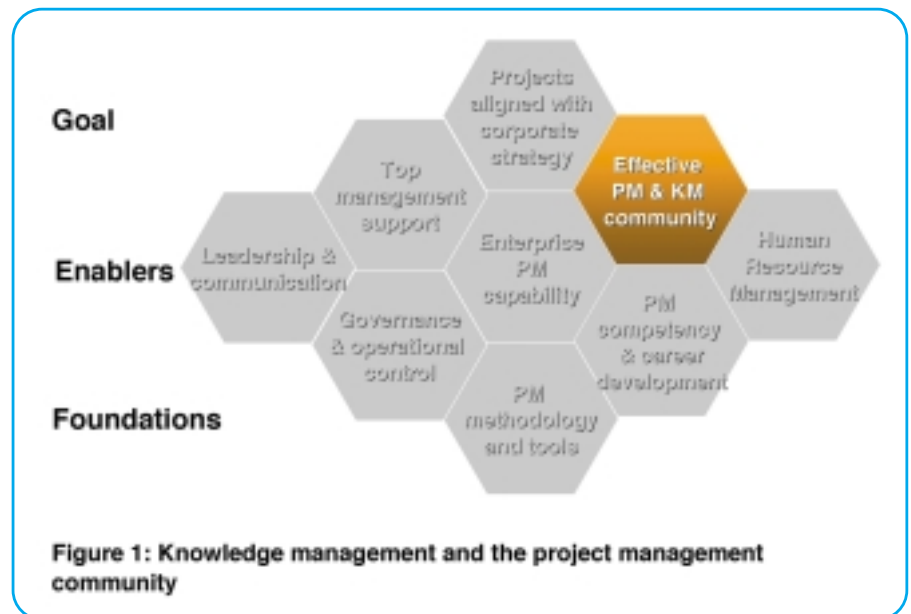 Goal
Projects
aligned with
corporate
strategy
Top
management
support
Effective
PM & KM
community
Enablers
Leadership &
communication
Enterprise
PM
capability
Human
Resource
Management
Governance
& operational
control
PM
competency
& career
development
Foundations
PM
methodology
and tools
Figure 1: Knowledge management and the project management
community